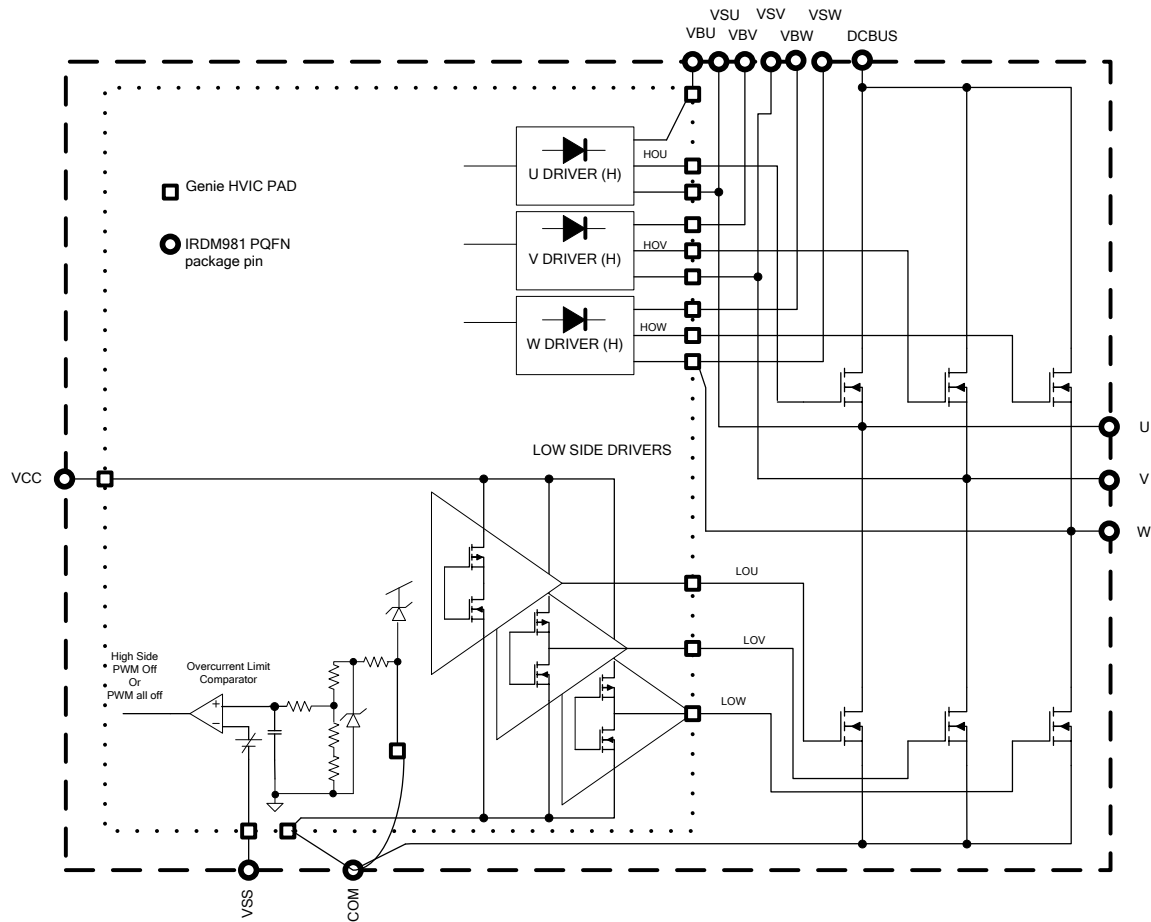 VSU
VSV
VSW
VBU
VBV
VBW
DCBUS
HOU
U DRIVER (H)
Genie HVIC PAD
HOV
V DRIVER (H)
IRDM981 PQFN
package pin
HOW
W DRIVER (H)
U
LOW SIDE DRIVERS
VCC
V
W
LOU
LOV
High Side
PWM Off
Or
PWM all off
Overcurrent Limit
Comparator
LOW
+
−
VSS
COM